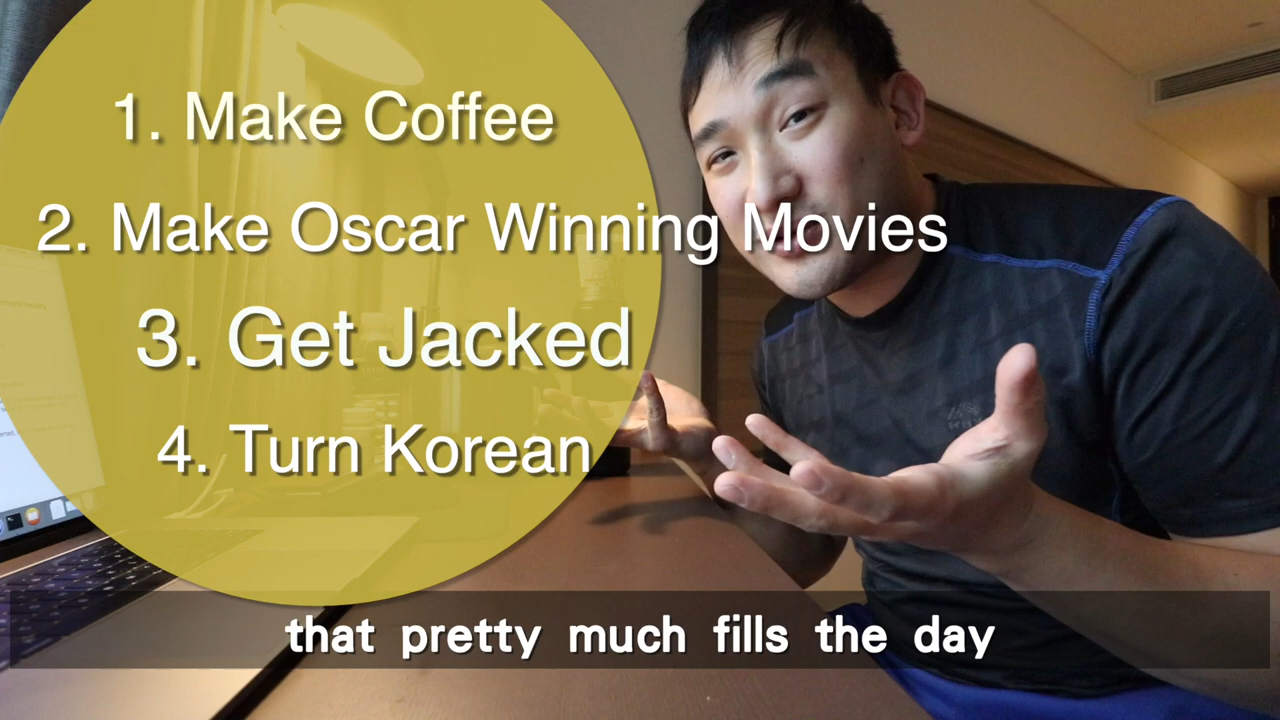 1. Make Coffee
2. Make Oscar Winning Movies
3. Get Jacked
4. Turn Korean
that pretty much fills the day